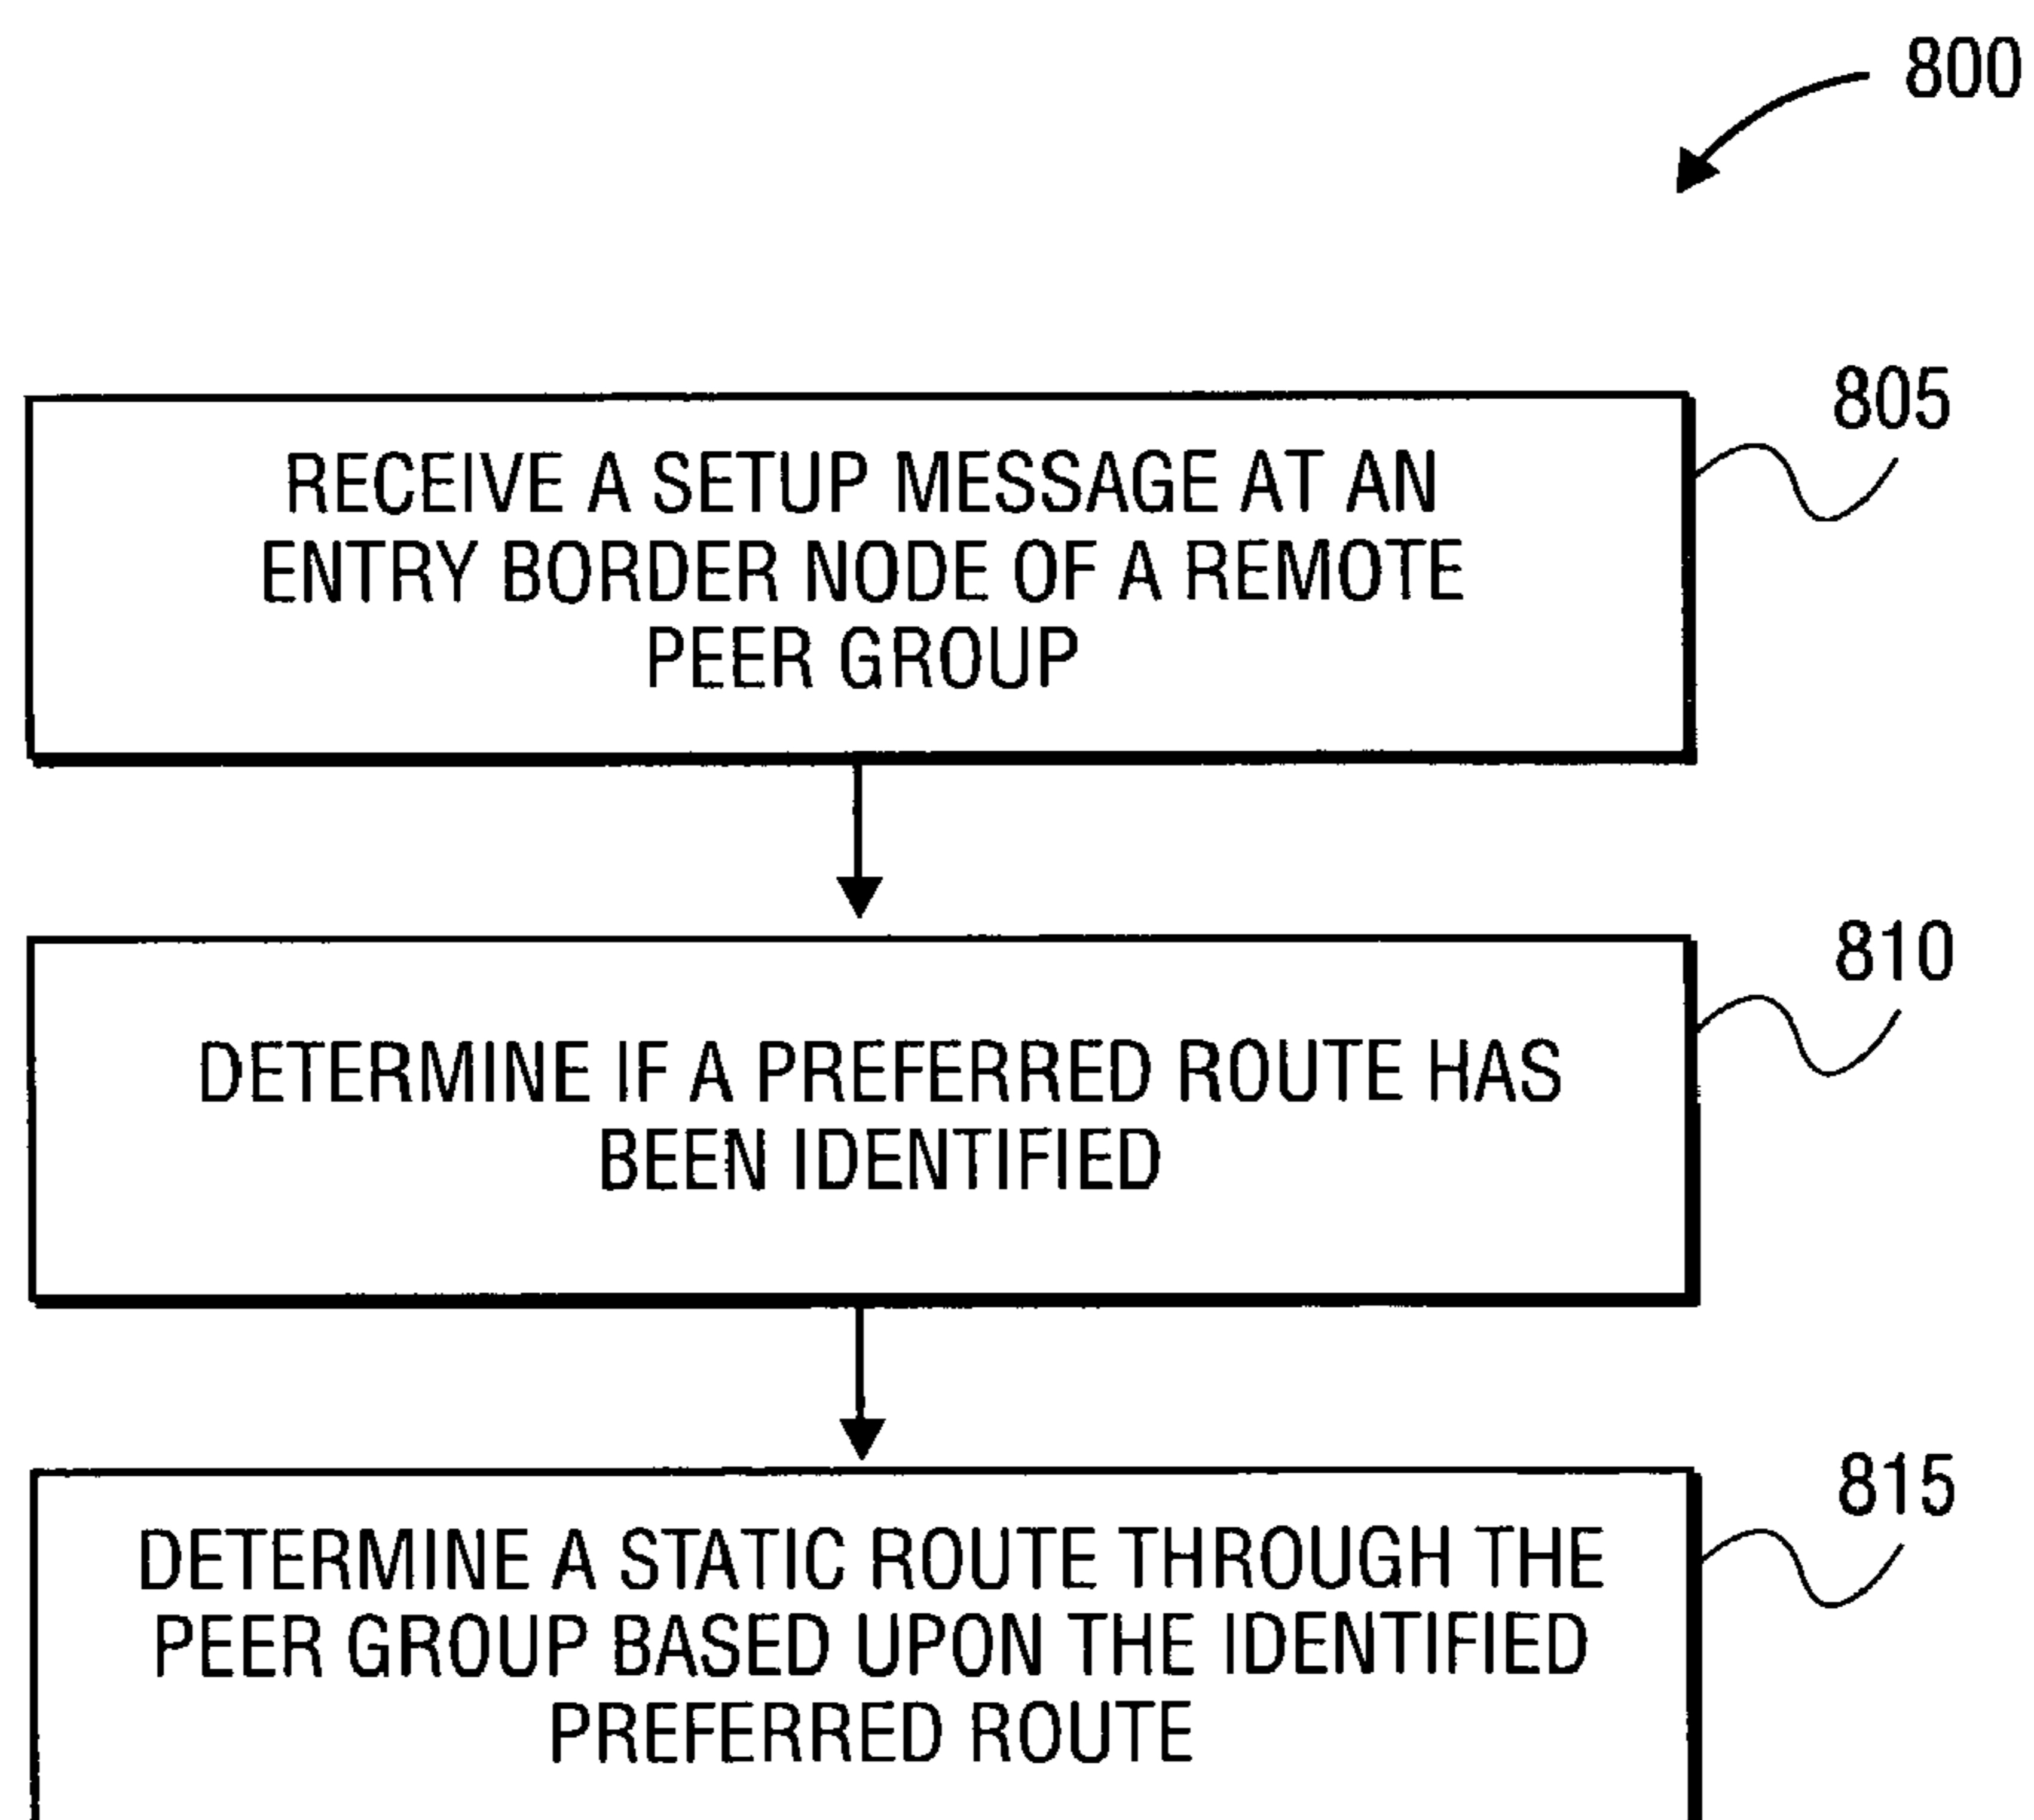 800
805
RECEIVE A SETUP MESSAGE AT AN
ENTRY BORDER NODE OF A REMOTE
PEER GROUP
810
DETERMINE IF A PREFERRED ROUTE HAS
BEEN IDENTIFIED
815
DETERMINE A STATIC ROUTE THROUGH THE
PEER GROUP BASED UPON THE IDENTIFIED
PREFERRED ROUTE